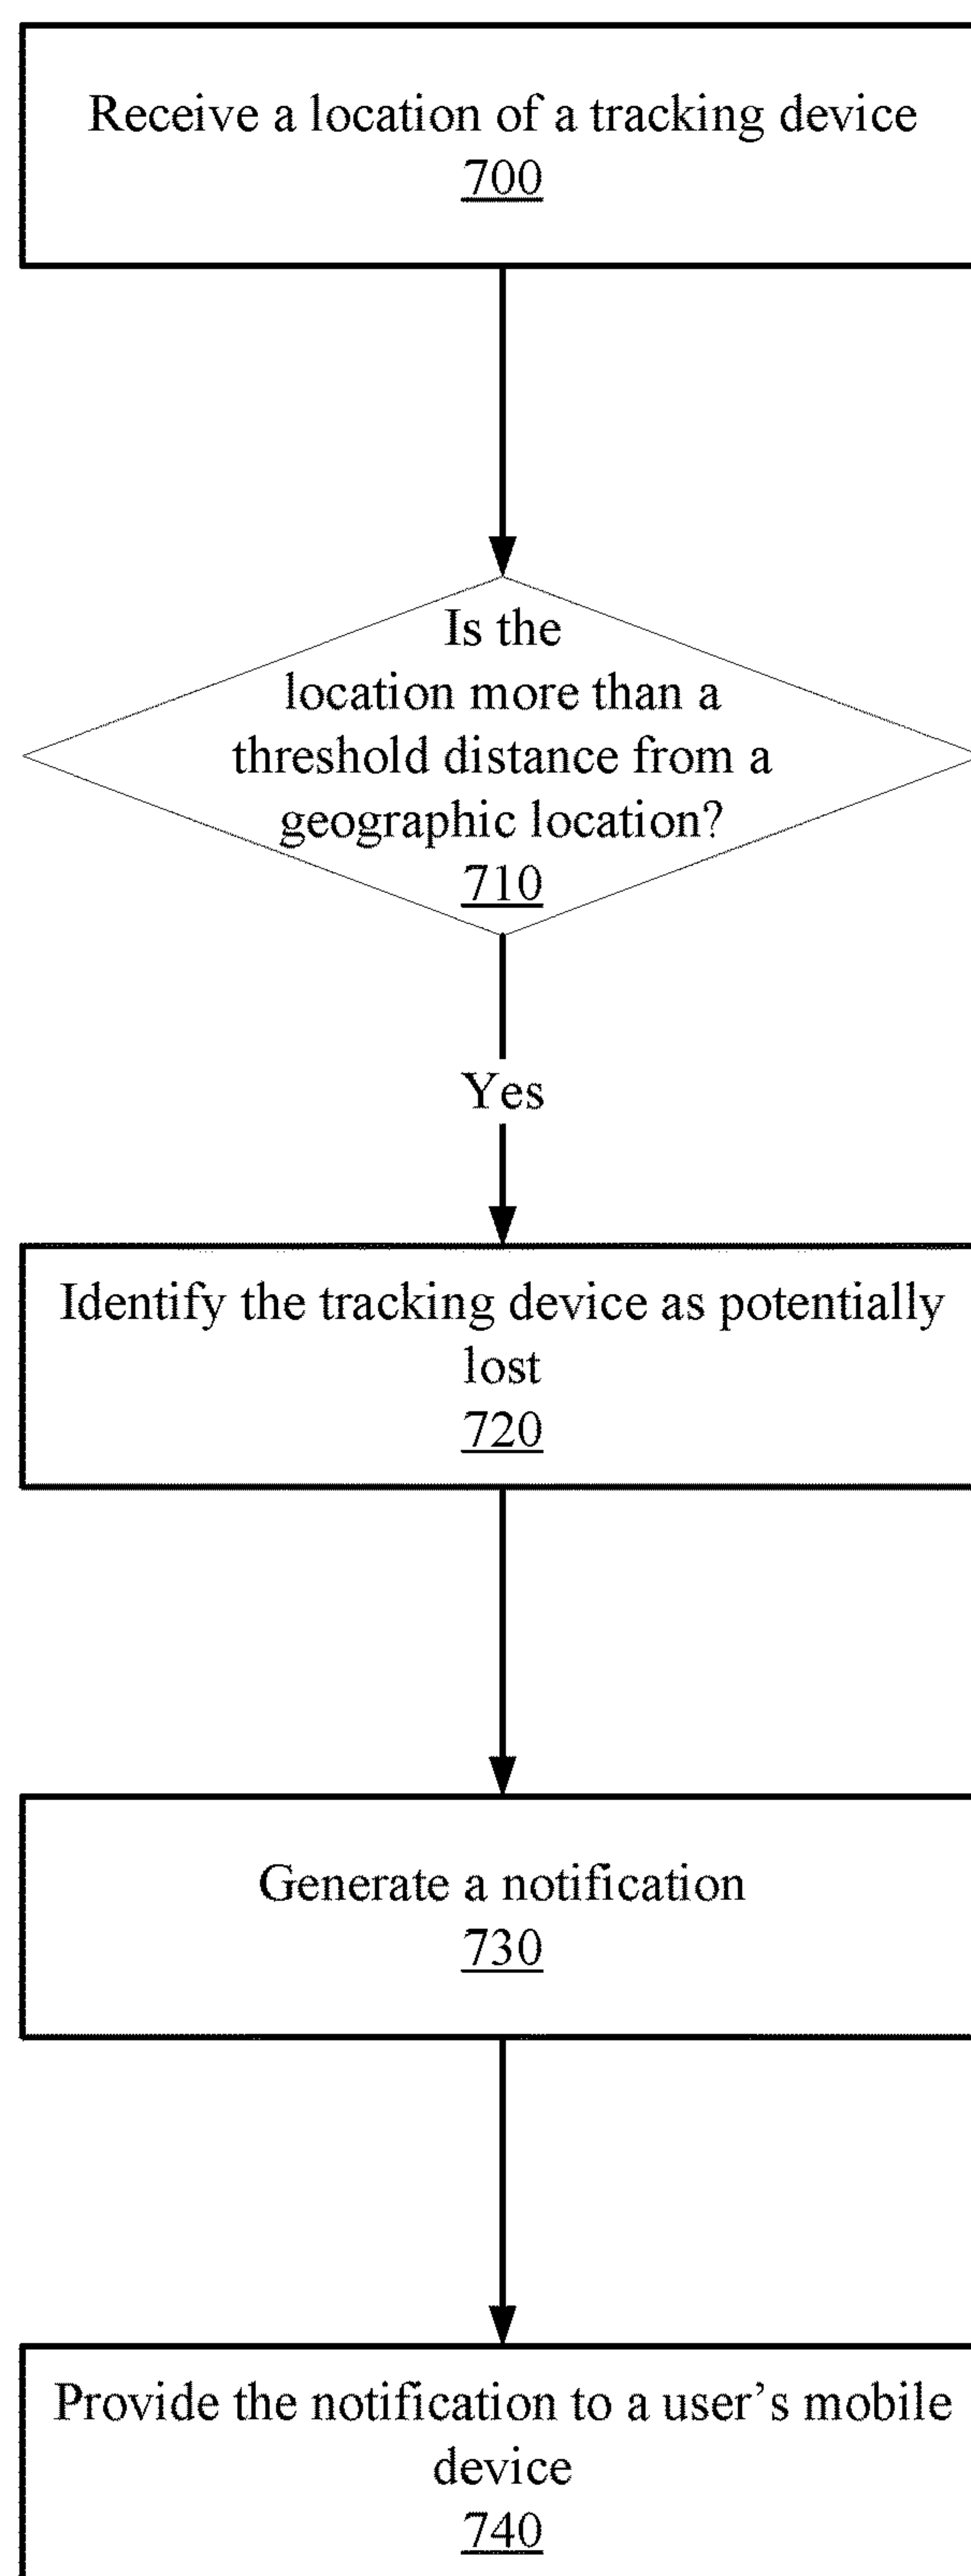 Receive a location of a tracking device
700
Is the
location more than a
threshold distance from a
geographic location?
710
Yes
Identify the tracking device as potentially
lost
720
Generate a notification
730
Provide the notification to a user’s mobile
device
740